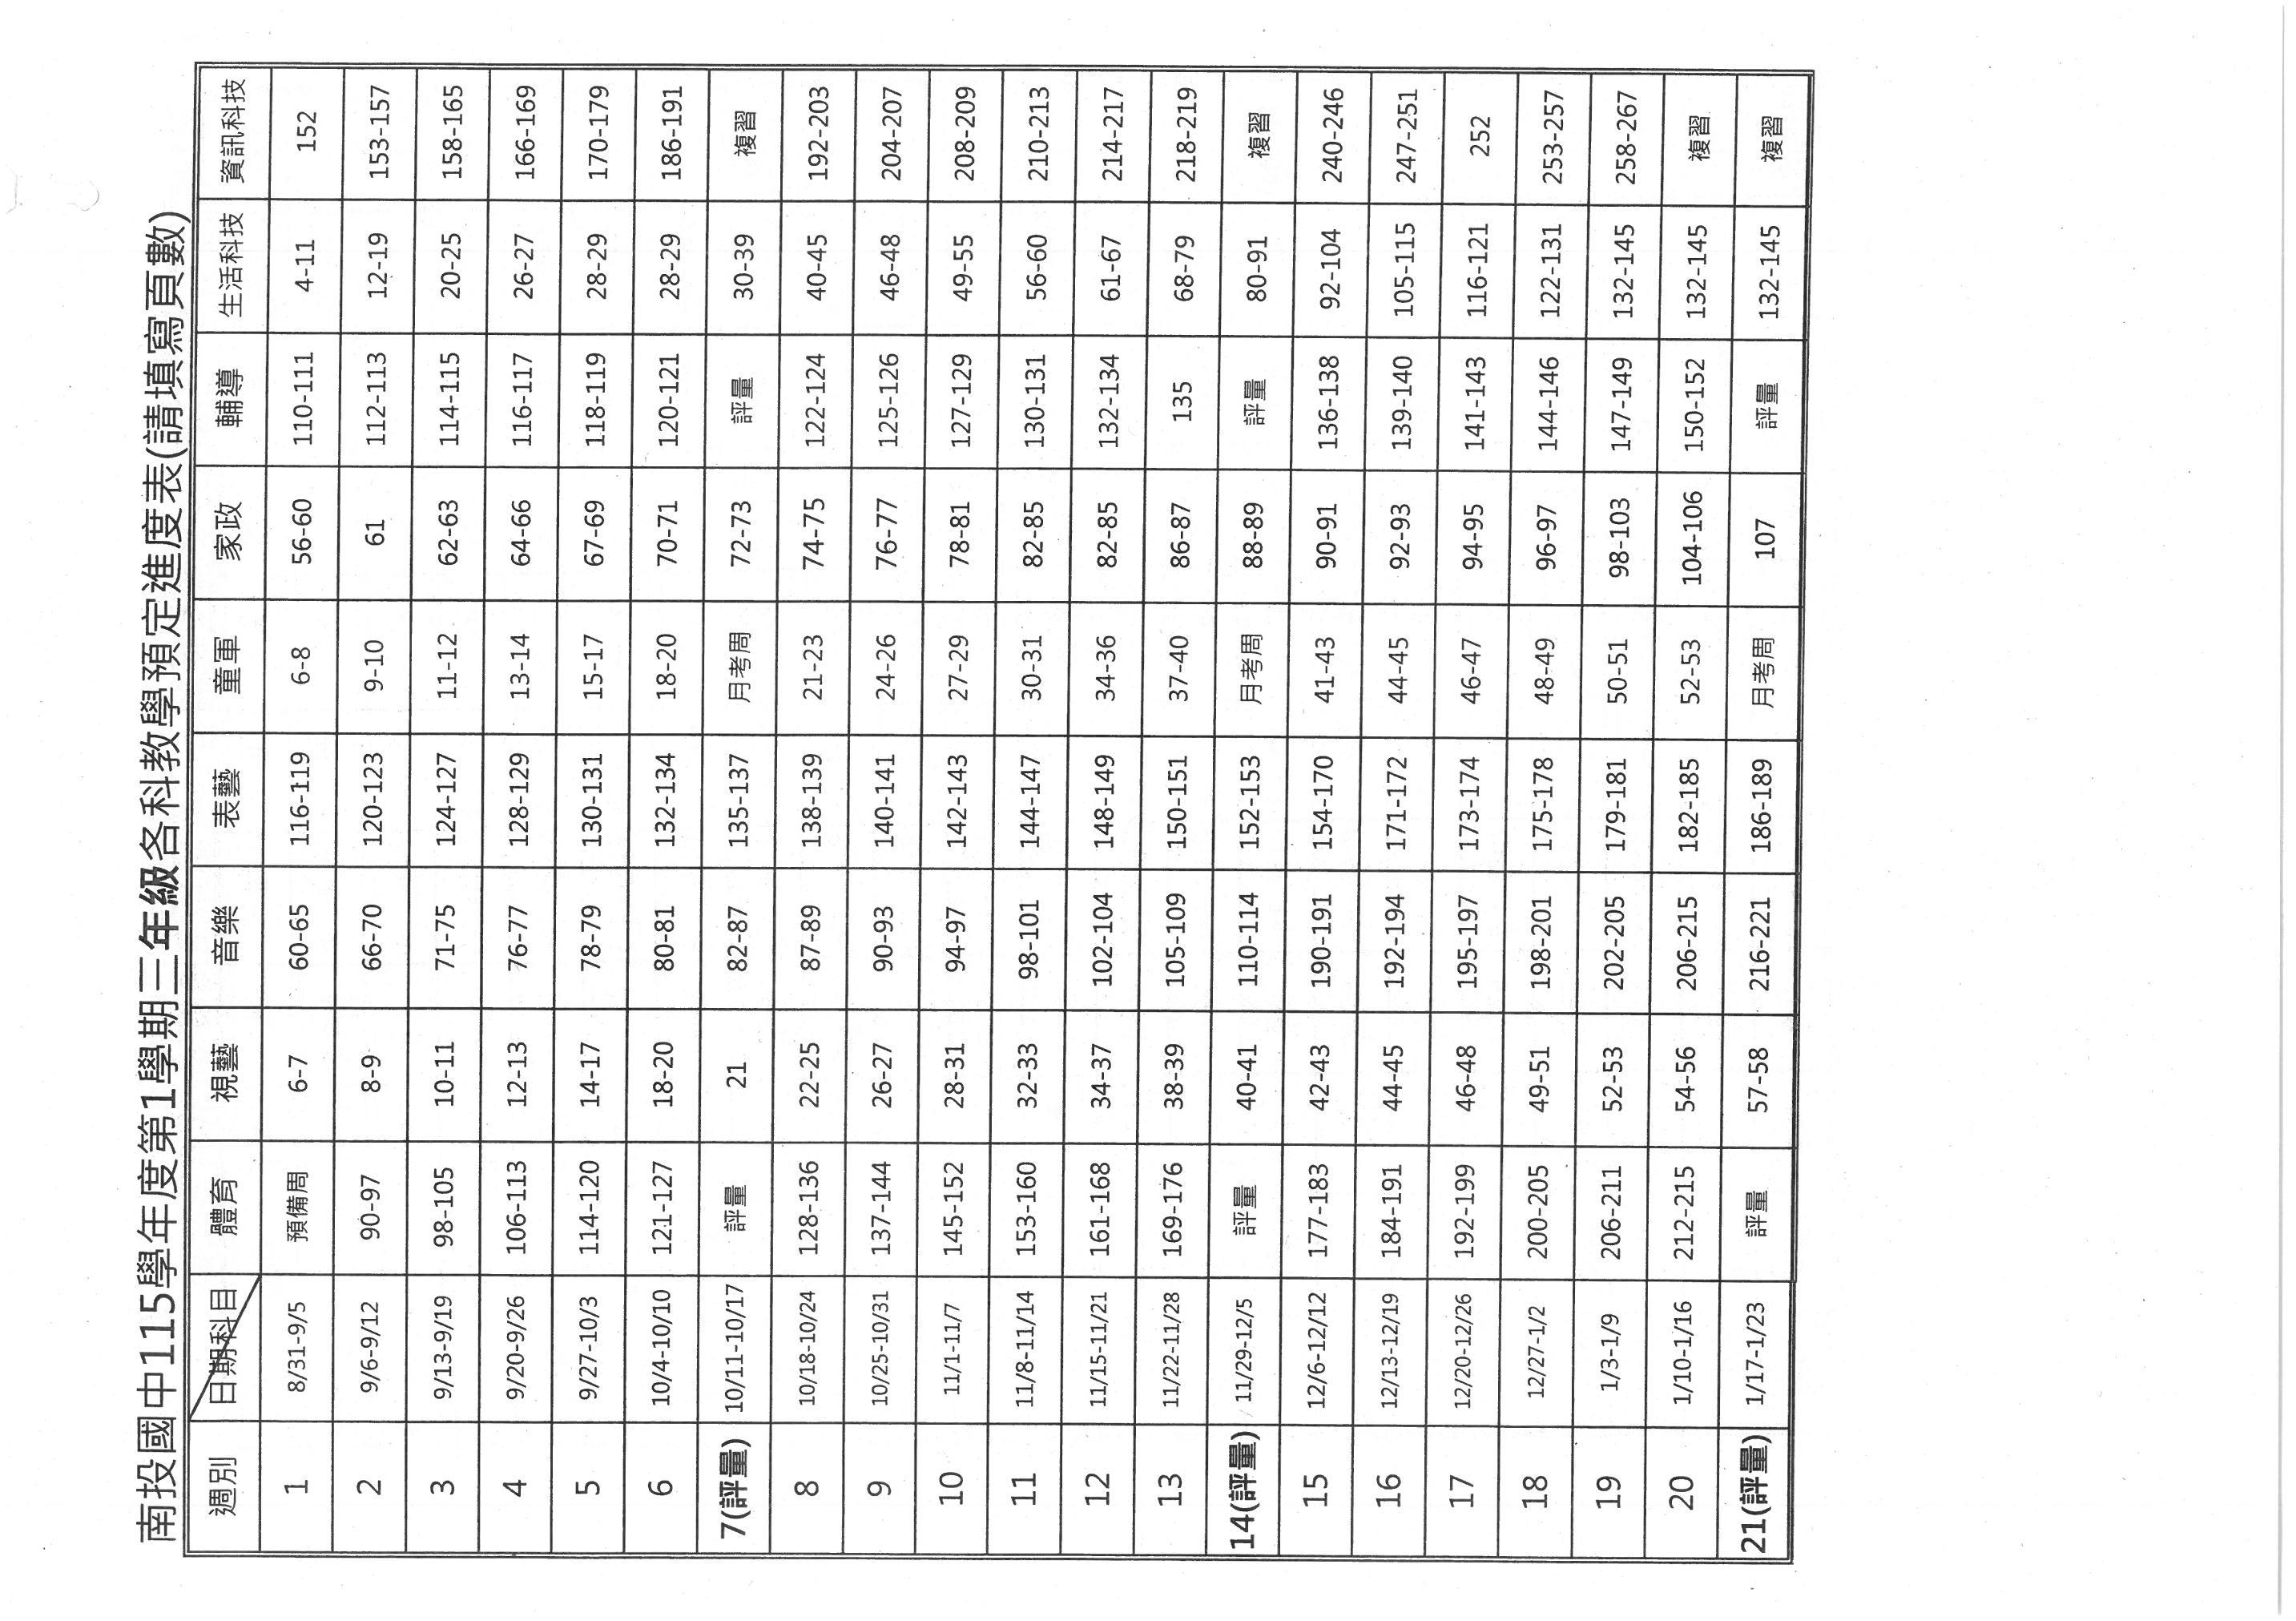 南投國中115學年度第1學期三年級各科教學預定進度表(請填寫頁數)
週別 日期科目 體育 視藝 音樂 表藝 童軍 家政 輔導 生活科技 資訊科技
1 8/31-9/5 預備周 6-7 60-65 116-119 6-8 56-60 110-111 4-11 152
2 9/6-9/12 90-97 8-9 66-70 120-123 9-10 61 112-113 12-19 153-157
3 9/13-9/19 98-105 10-11 71-75 124-127 11-12 62-63 114-115 20-25 158-165
4 9/20-9/26 106-113 12-13 76-77 128-129 13-14 64-66 116-117 26-27 166-169
5 9/27-10/3 114-120 14-17 78-79 130-131 15-17 67-69 118-119 28-29 170-179
6 10/4-10/10 121-127 18-20 80-81 132-134 18-20 70-71 120-121 28-29 186-191
7(評量) 10/11-10/17 評量 21 82-87 135-137 月考周 72-73 評量 30-39 複習
8 10/18-10/24 128-136 22-25 87-89 138-139 21-23 74-75 122-124 40-45 192-203
9 10/25-10/31 137-144 26-27 90-93 140-141 24-26 76-77 125-126 46-48 204-207
10 11/1-11/7 145-152 28-31 94-97 142-143 27-29 78-81 127-129 49-55 208-209
11 11/8-11/14 153-160 32-33 98-101 144-147 30-31 82-85 130-131 56-60 210-213
12 11/15-11/21 161-168 34-37 102-104 148-149 34-36 82-85 132-134 61-67 214-217
13 11/22-11/28 169-176 38-39 105-109 150-151 37-40 86-87 135 68-79 218-219
14(評量) 11/29-12/5 評量 40-41 110-114 152-153 月考周 88-89 評量 80-91 複習
15 12/6-12/12 177-183 42-43 190-191 154-170 41-43 90-91 136-138 92-104 240-246
16 12/13-12/19 184-191 44-45 192-194 171-172 44-45 92-93 139-140 105-115 247-251
17 12/20-12/26 192-199 46-48 195-197 173-174 46-47 94-95 141-143 116-121 252
18 12/27-1/2 200-205 49-51 198-201 175-178 48-49 96-97 144-146 122-131 253-257
19 1/3-1/9 206-211 52-53 202-205 179-181 50-51 98-103 147-149 132-145 258-267
20 1/10-1/16 212-215 54-56 206-215 182-185 52-53 104-106 150-152 132-145 複習
21(評量) 1/17-1/23 評量 57-58 216-221 186-189 月考周 107 評量 132-145 複習